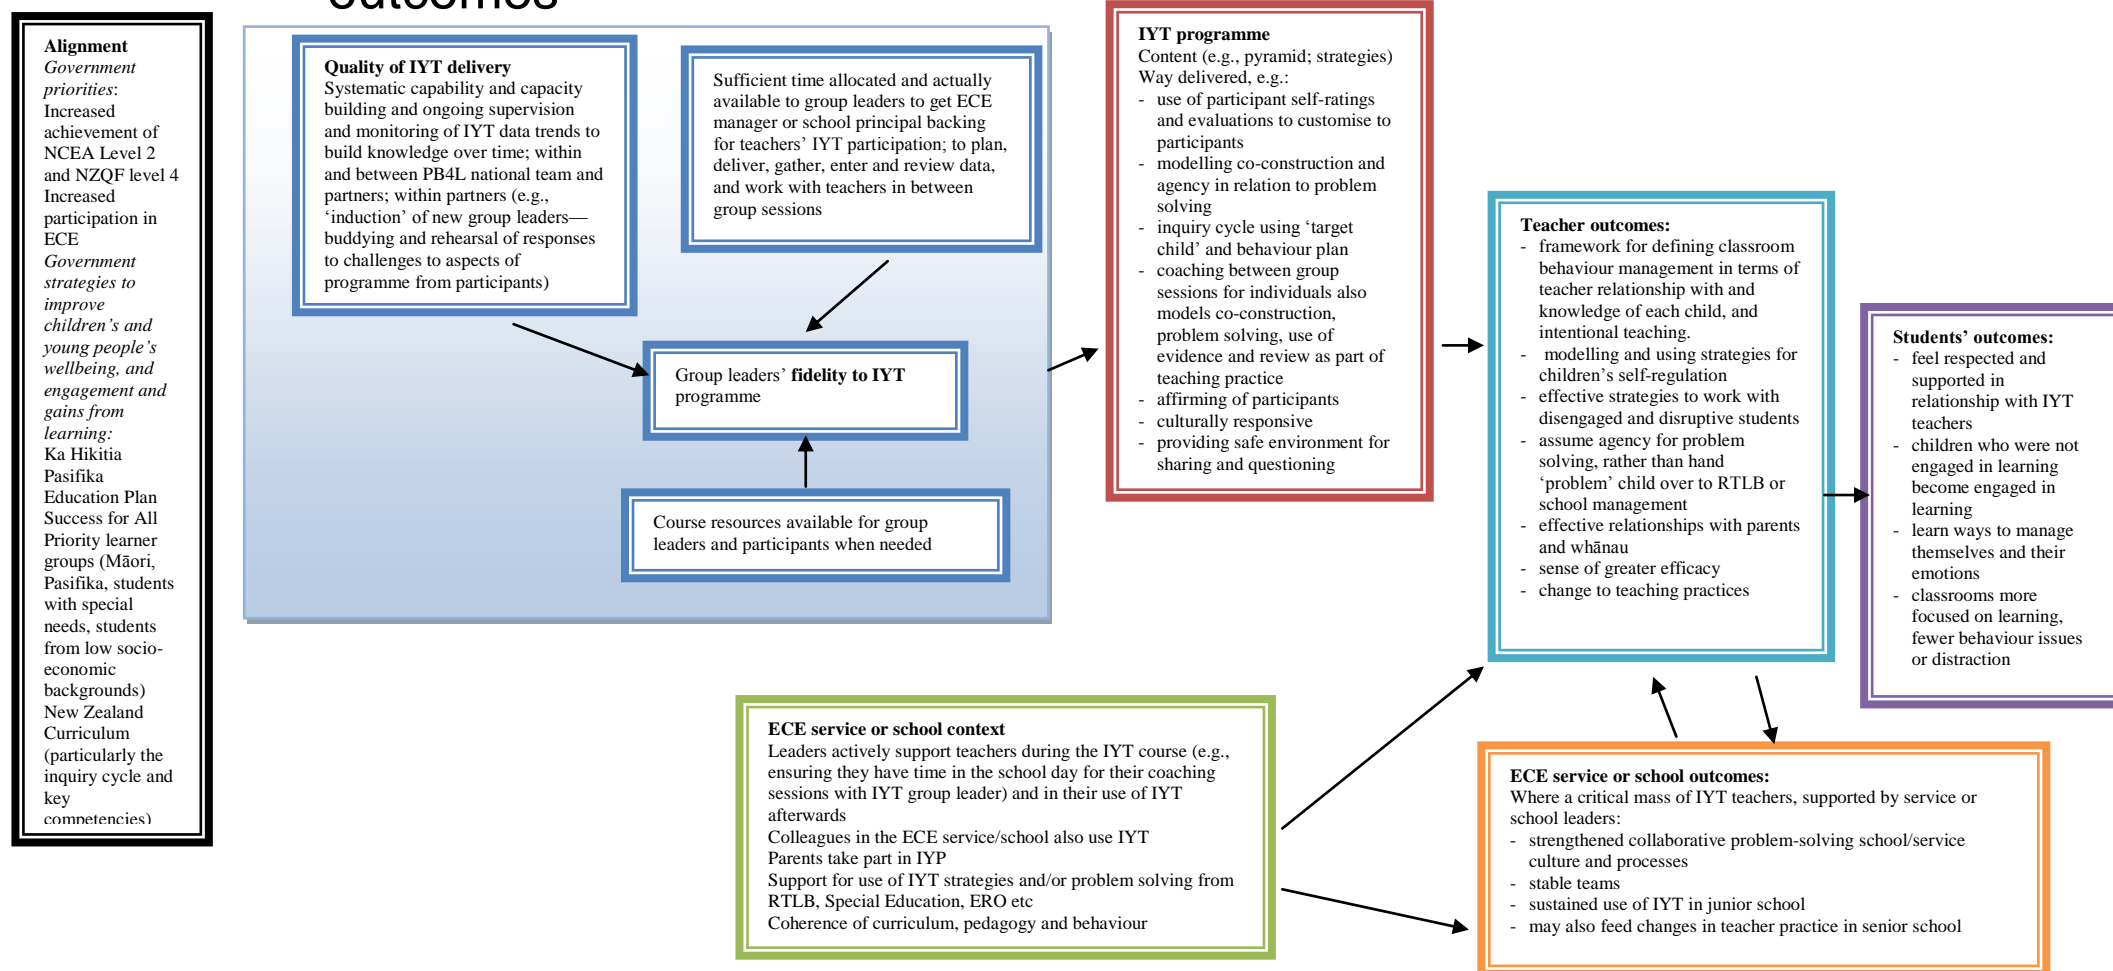 outcomes
Alignment
Government
priorities:
Increased
achievement of
NCEA Level 2
and NZQF level 4
Increased
participation in
ECE
Government
strategies to
improve
children’s and
young people’s
wellbeing, and
engagement and
gains from
learning:
Ka Hikitia
Pasifika
Education Plan
Success for All
Priority learner
groups (Māori,
Pasifika, students
with special
needs, students
from low socio-
economic
backgrounds)
New Zealand
Curriculum
(particularly the
inquiry cycle and
key
competencies)
Quality of IYT delivery
Systematic capability and capacity
building and ongoing supervision
and monitoring of IYT data trends to
build knowledge over time; within
and between PB4L national team and
partners; within partners (e.g.,
‘induction’ of new group leaders—
buddying and rehearsal of responses
to challenges to aspects of
programme from participants)
Sufficient time allocated and actually
available to group leaders to get ECE
manager or school principal backing
for teachers’ IYT participation; to plan,
deliver, gather, enter and review data,
and work with teachers in between
group sessions
Group leaders’ fidelity to IYT
programme
Course resources available for group
leaders and participants when needed
IYT programme
Content (e.g., pyramid; strategies)
Way delivered, e.g.:
- use of participant self-ratings
and evaluations to customise to
participants
- modelling co-construction and
agency in relation to problem
solving
- inquiry cycle using ‘target
child’ and behaviour plan
- coaching between group
sessions for individuals also
models co-construction,
problem solving, use of
evidence and review as part of
teaching practice
- affirming of participants
- culturally responsive
- providing safe environment for
sharing and questioning
Teacher outcomes:
- framework for defining classroom
behaviour management in terms of
teacher relationship with and
knowledge of each child, and
intentional teaching.
- modelling and using strategies for
children’s self-regulation
- effective strategies to work with
disengaged and disruptive students
- assume agency for problem
solving, rather than hand
‘problem’ child over to RTLB or
school management
- effective relationships with parents
and whānau
- sense of greater efficacy
- change to teaching practices
Students’ outcomes:
- feel respected and
supported in
relationship with IYT
teachers
- children who were not
engaged in learning
become engaged in
learning
- learn ways to manage
themselves and their
emotions
- classrooms more
focused on learning,
fewer behaviour issues
or distraction
ECE service or school context
Leaders actively support teachers during the IYT course (e.g.,
ensuring they have time in the school day for their coaching
sessions with IYT group leader) and in their use of IYT
afterwards
Colleagues in the ECE service/school also use IYT
Parents take part in IYP
Support for use of IYT strategies and/or problem solving from
RTLB, Special Education, ERO etc
Coherence of curriculum, pedagogy and behaviour
ECE service or school outcomes:
Where a critical mass of IYT teachers, supported by service or
school leaders:
- strengthened collaborative problem-solving school/service
culture and processes
- stable teams
- sustained use of IYT in junior school
- may also feed changes in teacher practice in senior school